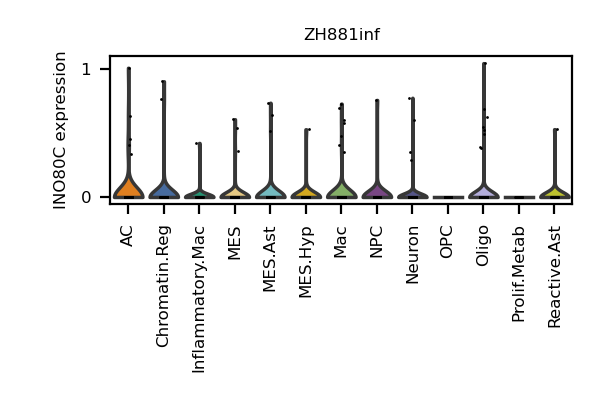 ZH881inf
INO80C expression
1
0
AC
Chromatin.Reg
Inflammatory.Mac
MES
MES.Ast
MES.Hyp
Mac
NPC
Neuron
OPC
Oligo
Prolif.Metab
Reactive.Ast